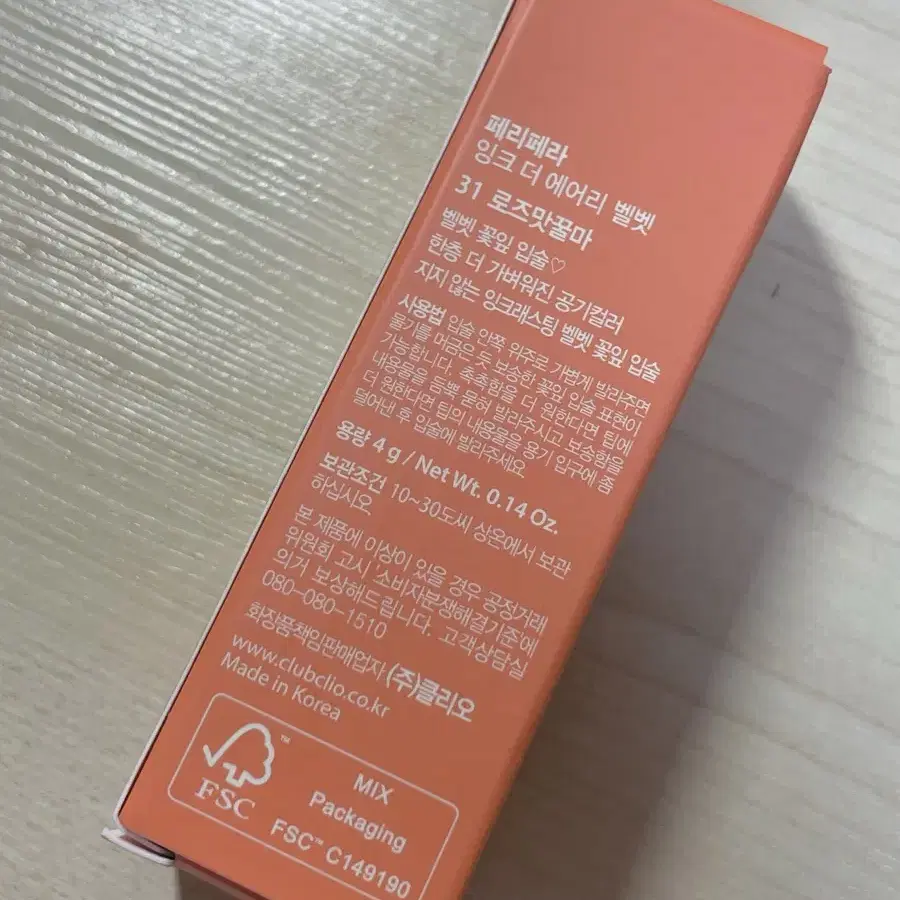 페리페라
잉크 더 에어리 벨벳
31 로즈맛꿀마
벨벳 꽃잎 입술♡
한층 더 가벼워진 공기컬러
지지 않는 잉크래스팅 벨벳 꽃잎 입술
사용법 입술 안쪽 위주로 가볍게 발라주면
물기를 머금은 듯 보송한 꽃잎 입술 표현이
가능합니다. 촉촉함을 더 원한다면 팁에
내용물을 듬뿍 묻혀 발라주시고 보송함을
더 원한다면 팁의 내용물을 용기 입구에 좀
덜어낸 후 입술에 발라주세요.
용량 4 g / Net Wt. 0.14 Oz.
보관조건 10~30도씨 상온에서 보관
하십시오
본 제품에 이상이 있을 경우 공정거래
위원회 고시 소비자분쟁해결기준에
의거 보상해드립니다. 고객상담실
080-080-1510
화장품책임판매업자 (주)클리오
www.clubclio.co.kr
Made in Korea
FSC™
MIX
Packaging
FSC™ C149190